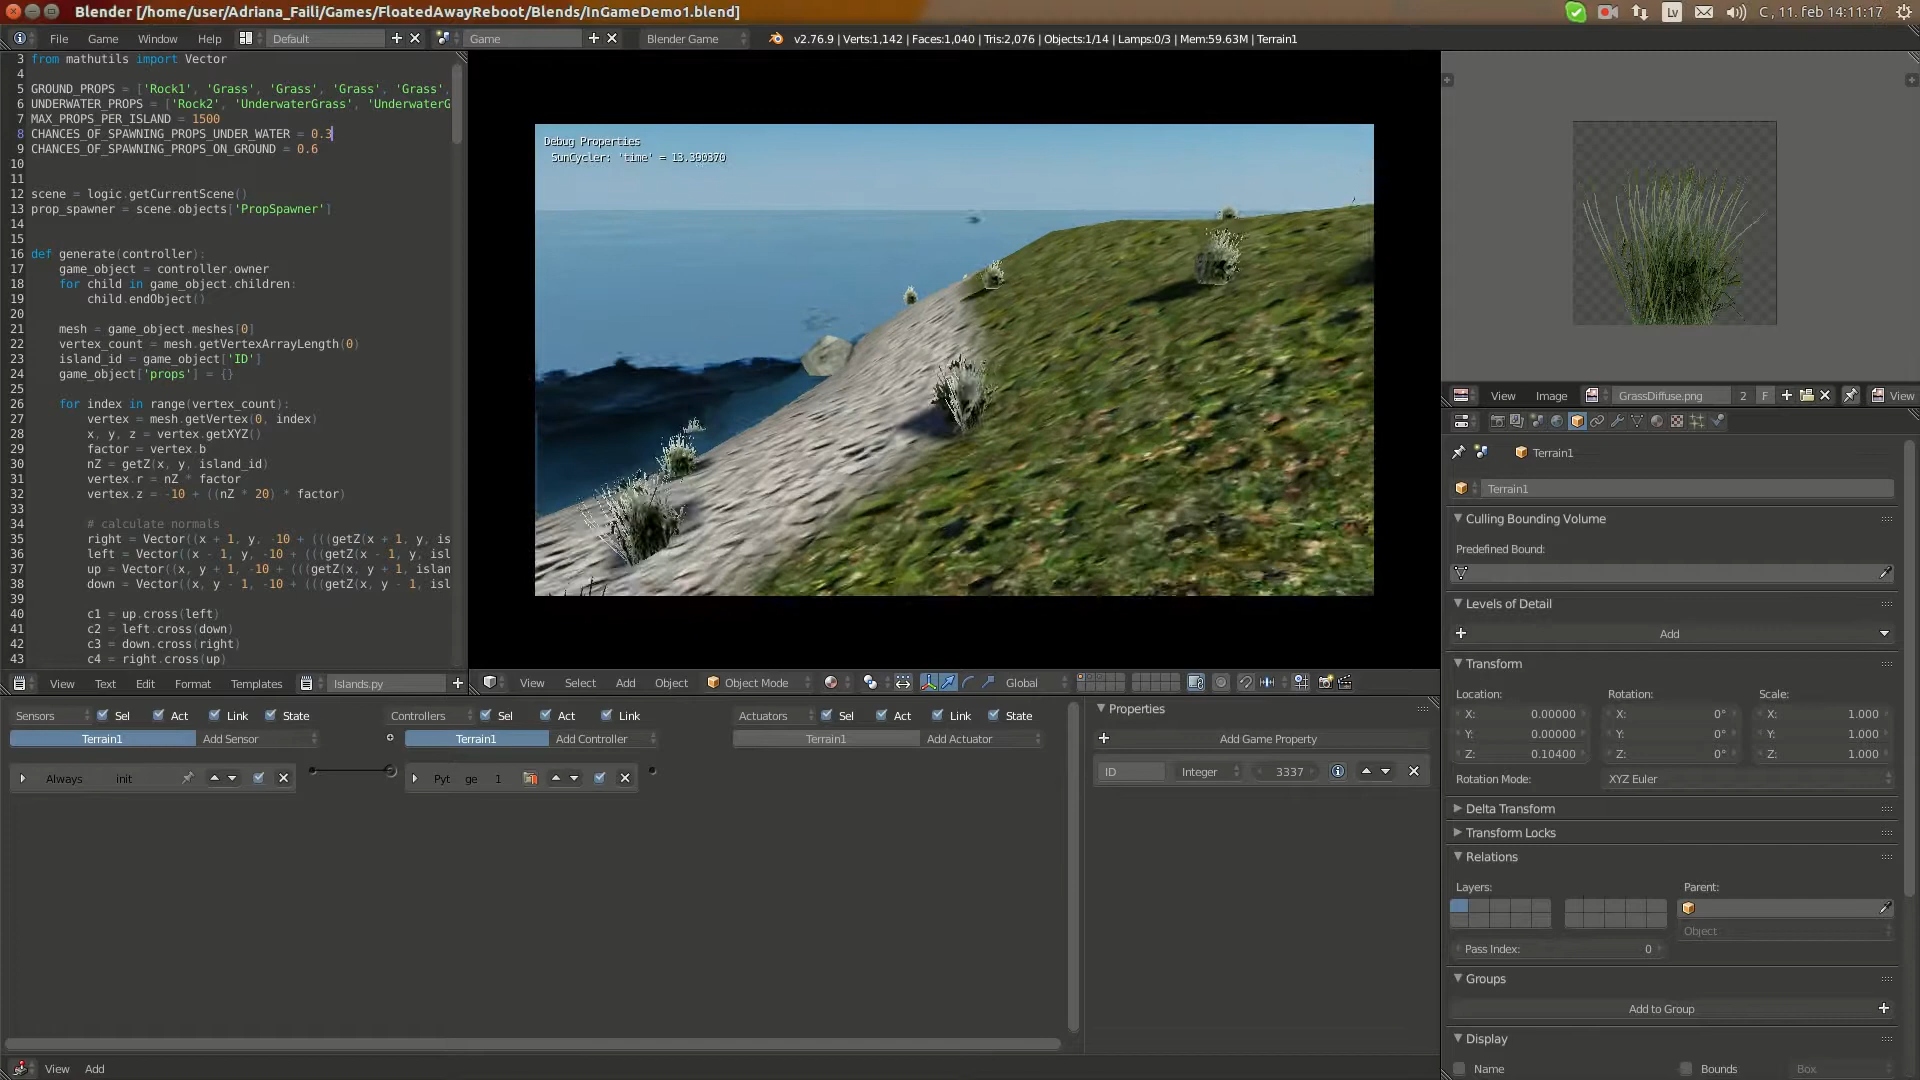 Blender [/home/user/Adriana_Faili/Games/FloatedAwayReboot/Blends/InGameDemo1.blend]
Lv
C , 11. feb 14:11:17
File Game Window Help Default Game Blender Game v2.76.9 | Verts:1,142 | Faces:1,040 | Tris:2,076 | Objects:1/14 | Lamps:0/3 | Mem:59.63M | Terrain1
3 from mathutils import Vector
4
5 GROUND_PROPS = ['Rock1', 'Grass', 'Grass', 'Grass', 'Grass',
6 UNDERWATER_PROPS = ['Rock2', 'UnderwaterGrass', 'UnderwaterG
7 MAX_PROPS_PER_ISLAND = 1500
8 CHANCES_OF_SPAWNING_PROPS_UNDER_WATER = 0.3
9 CHANCES_OF_SPAWNING_PROPS_ON_GROUND = 0.6
10
11
12 scene = logic.getCurrentScene()
13 prop_spawner = scene.objects['PropSpawner']
14
15
16 def generate(controller):
17 game_object = controller.owner
18 for child in game_object.children:
19 child.endObject()
20
21 mesh = game_object.meshes[0]
22 vertex_count = mesh.getVertexArrayLength(0)
23 island_id = game_object['ID']
24 game_object['props'] = {}
25
26 for index in range(vertex_count):
27 vertex = mesh.getVertex(0, index)
28 x, y, z = vertex.getXYZ()
29 factor = vertex.b
30 nZ = getZ(x, y, island_id)
31 vertex.r = nZ * factor
32 vertex.z = -10 + ((nZ * 20) * factor)
33
34 # calculate normals
35 right = Vector((x + 1, y, -10 + (((getZ(x + 1, y, is
36 left = Vector((x - 1, y, -10 + (((getZ(x - 1, y, isl
37 up = Vector((x, y + 1, -10 + (((getZ(x, y + 1, islan
38 down = Vector((x, y - 1, -10 + (((getZ(x, y - 1, isl
39
40 c1 = up.cross(left)
41 c2 = left.cross(down)
42 c3 = down.cross(right)
43 c4 = right.cross(up)
View Text Edit Format Templates Islands.py
Debug Properties
SunCycler: 'time' = 13.390370
View Select Add Object Object Mode Global
View Image GrassDiffuse.png 2 F View
Terrain1
Terrain1
Culling Bounding Volume
Predefined Bound:
Levels of Detail
Add
Transform
Location: Rotation: Scale:
X: 0.00000 X: 0° X: 1.000
Y: 0.00000 Y: 0° Y: 1.000
Z: 0.10400 Z: 0° Z: 1.000
Rotation Mode: XYZ Euler
Delta Transform
Transform Locks
Relations
Layers: Parent:
Object
Pass Index: 0
Groups
Add to Group
Display
Name Bounds Box
Sensors Sel Act Link State Controllers Sel Act Link Actuators Sel Act Link State
Terrain1 Add Sensor Terrain1 Add Controller Terrain1 Add Actuator
Always init Pyt ge 1
Properties
Add Game Property
ID Integer 3337
View Add